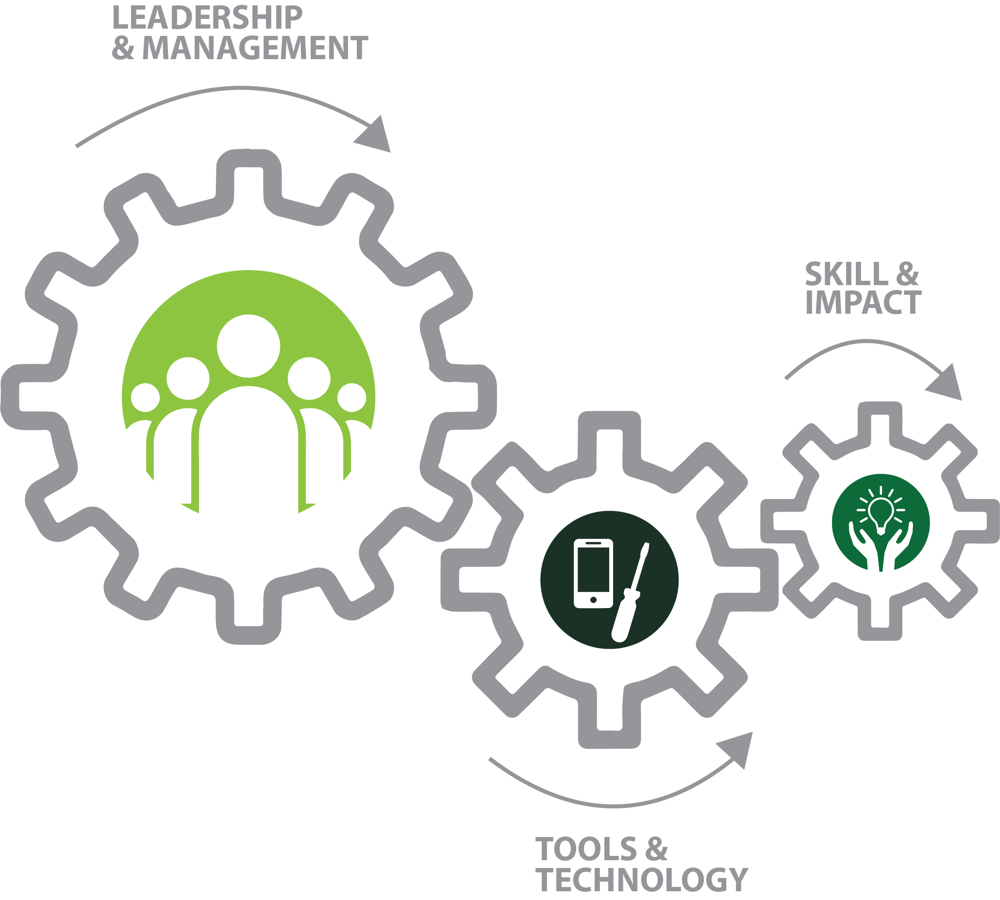 LEADERSHIP
& MANAGEMENT
SKILL &
IMPACT
TOOLS &
TECHNOLOGY